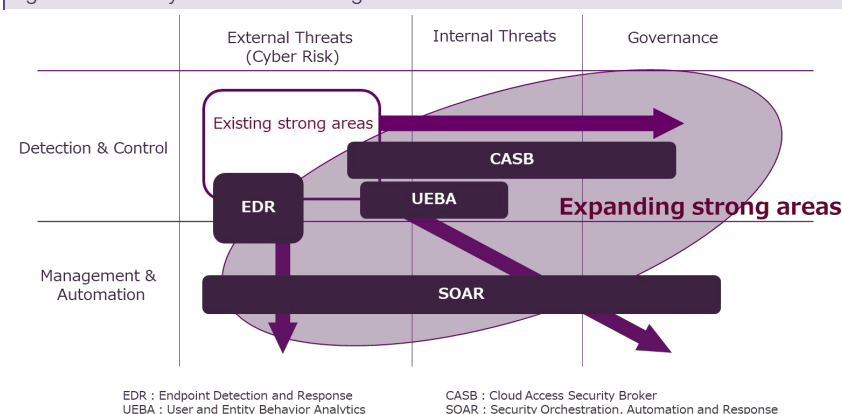 External Threats
(Cyber Risk)
Internal Threats
Governance
Detection & Control
Existing strong areas
CASB
UEBA
EDR
Expanding strong areas
Management &
Automation
SOAR
EDR : Endpoint Detection and Response
CASB : Cloud Access Security Broker
UEBA : User and Entity Behavior Analytics
SOAR : Security Orchestration, Automation and Response